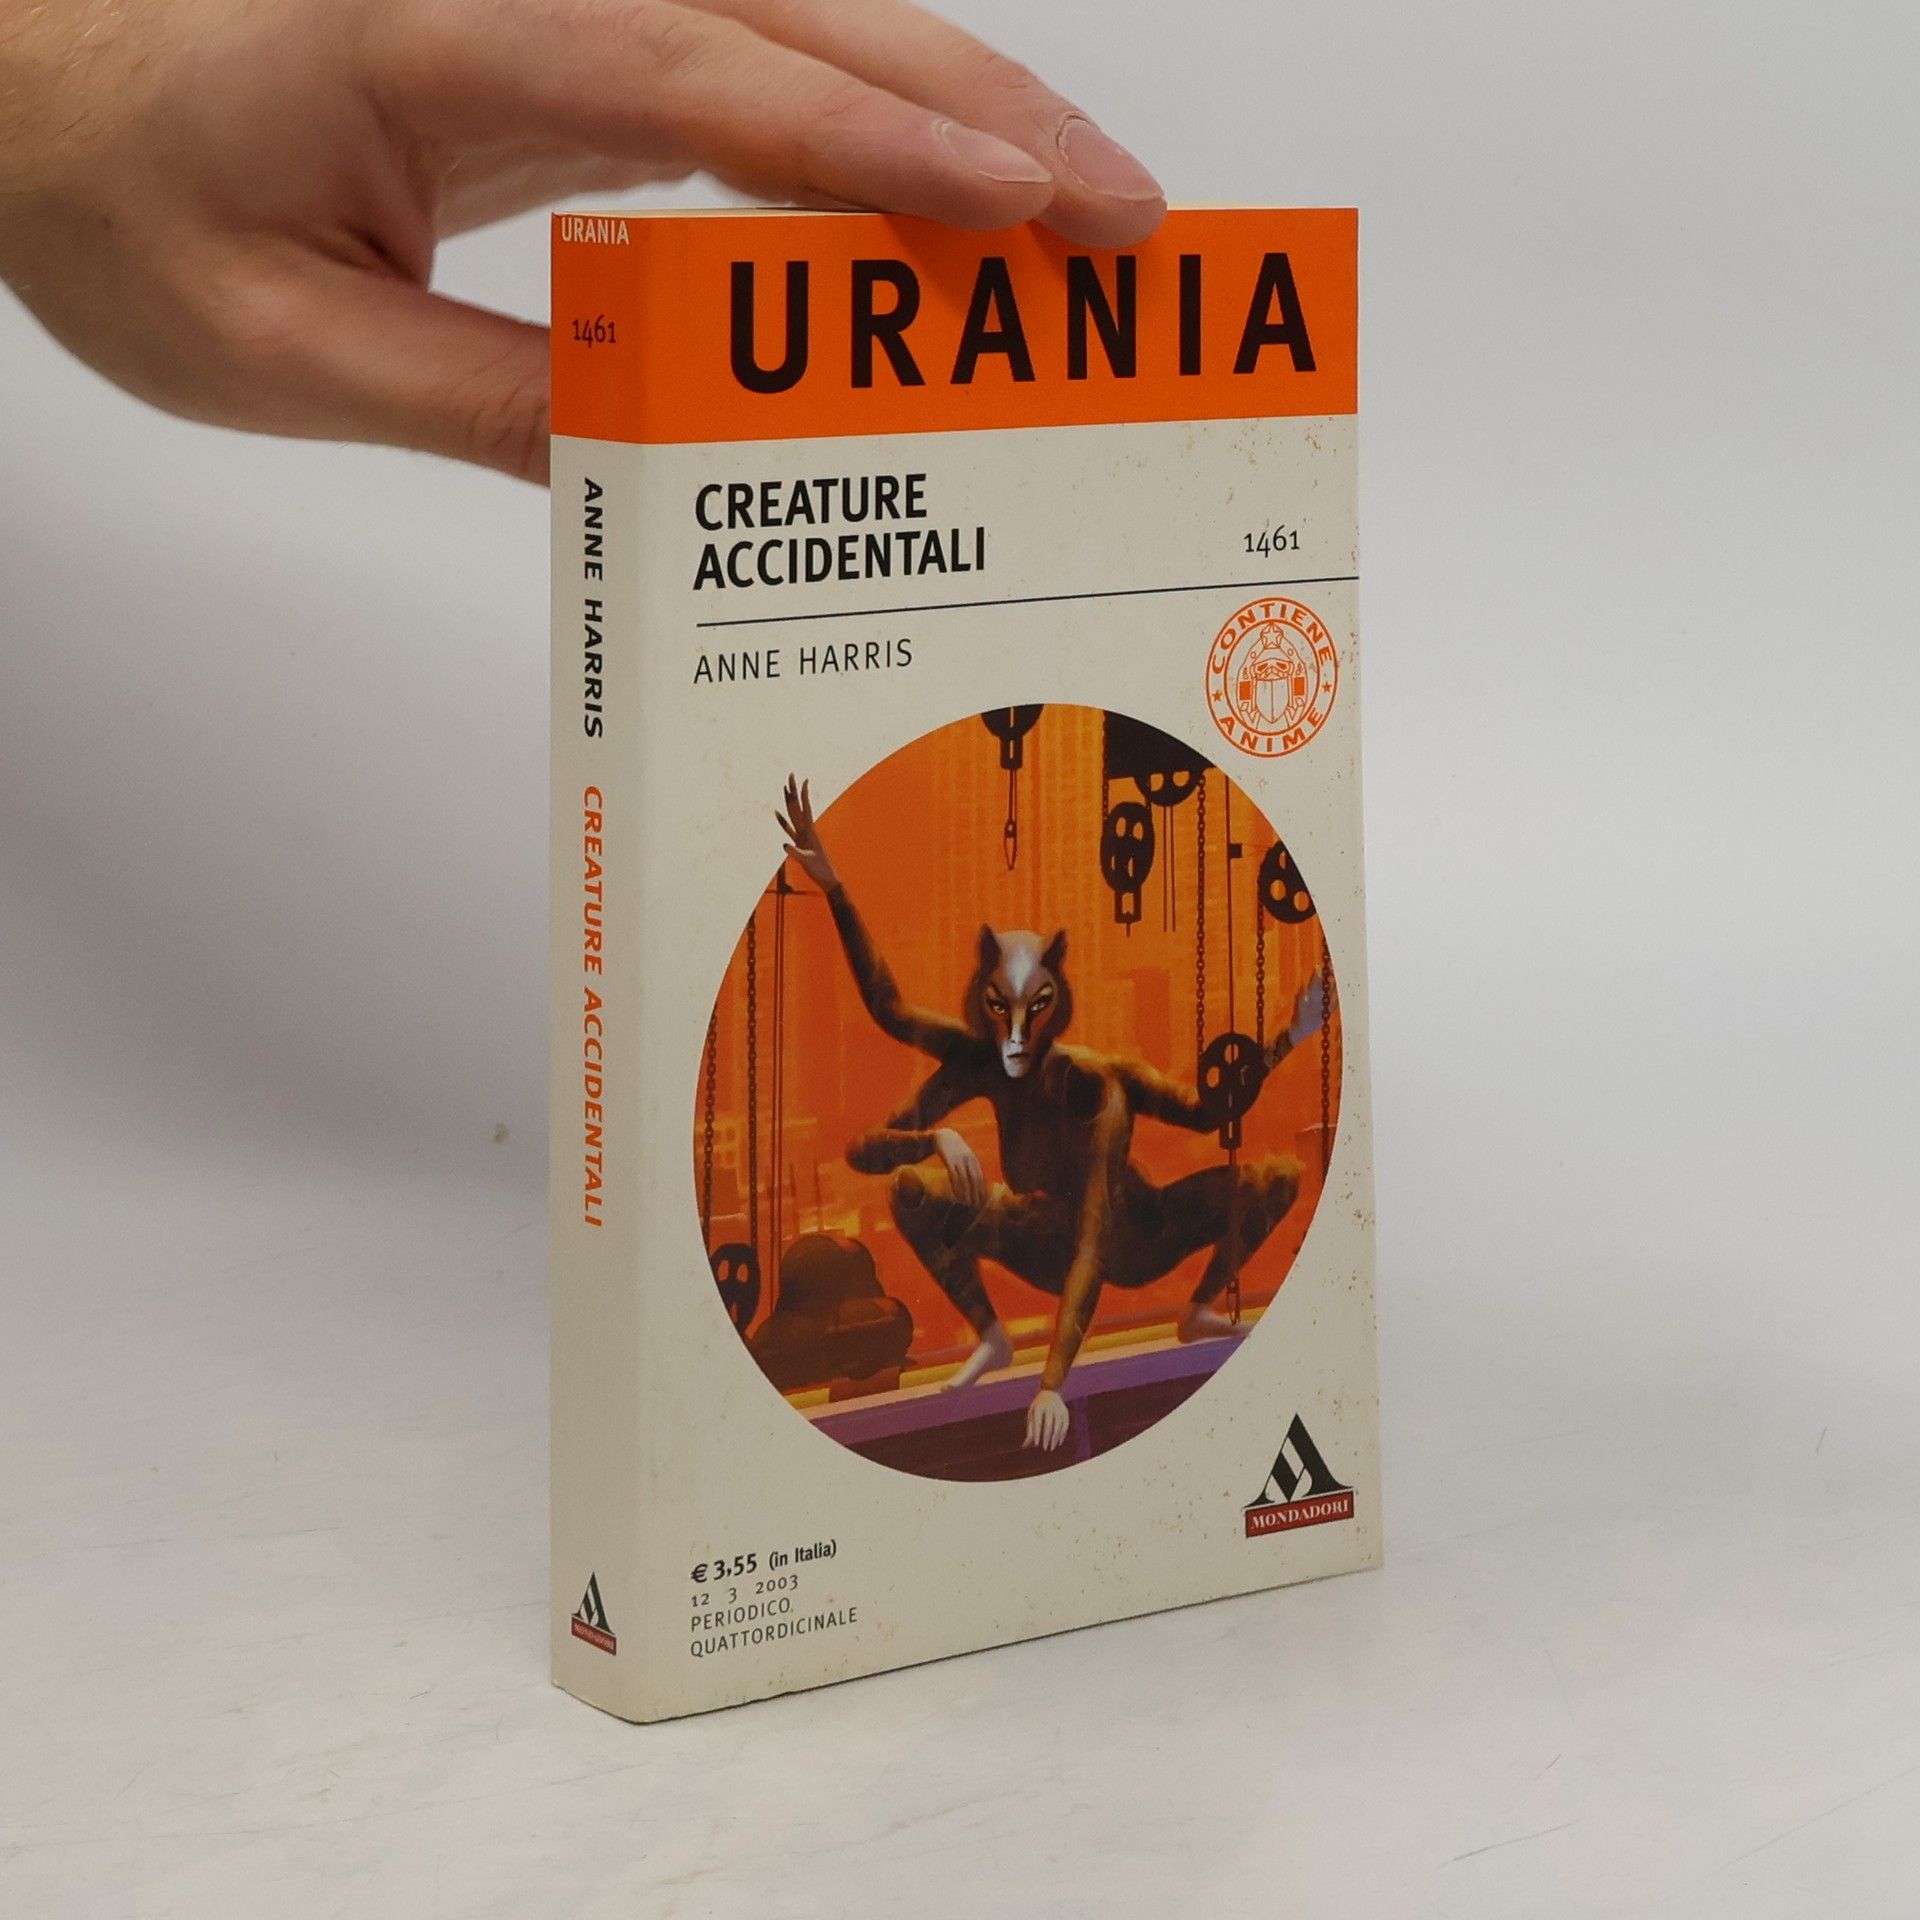 URANIA
1461
ANNE HARRIS CREATURE ACCIDENTALI
MONDADORI
URANIA
CREATURE
ACCIDENTALI
1461
ANNE HARRIS
CONTIENE
ANIME
MONDADORI
€ 3,55 (in Italia)
12 3 2003
PERIODICO
QUATTORDICINALE